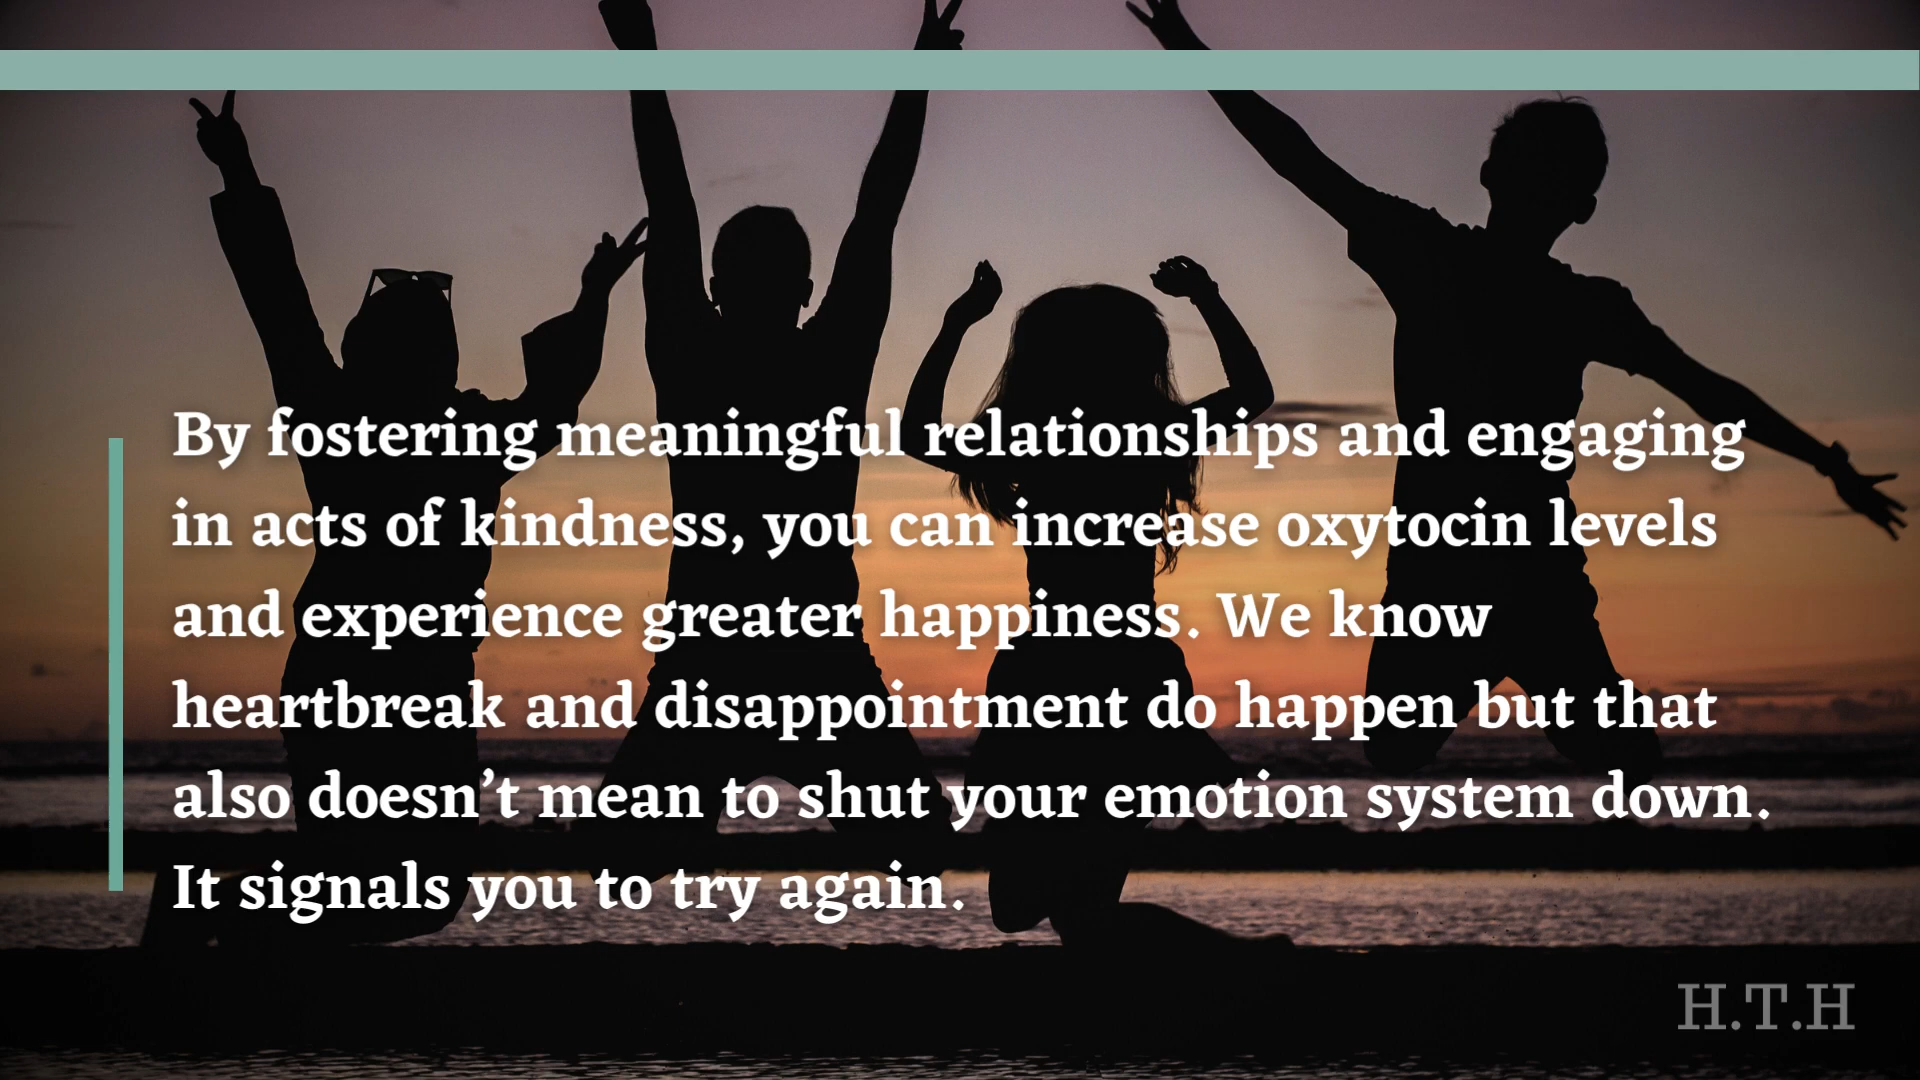 By fostering meaningful relationships and engaging
in acts of kindness, you can increase oxytocin levels
and experience greater happiness. We know
heartbreak and disappointment do happen but that
also doesn’t mean to shut your emotion system down.
It signals you to try again.
H.T.H